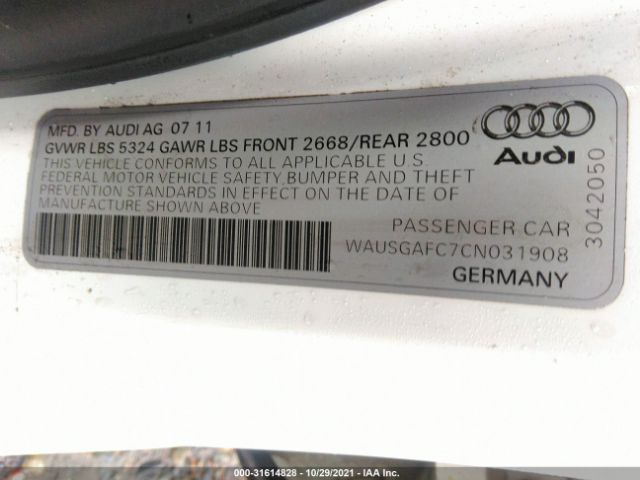 MFD. BY AUDI AG 07 11
GVWR LBS 5324 GAWR LBS FRONT 2668/REAR 2800
THIS VEHICLE CONFORMS TO ALL APPLICABLE U S.
FEDERAL MOTOR VEHICLE SAFETY, BUMPER AND THEFT
PREVENTION STANDARDS IN EFFECT ON THE DATE OF
MANUFACTURE SHOWN ABOVE
PASSENGER CAR
WAUSGAFC7CN031908
GERMANY
Audi
3042050
000-31614828 - 10/29/2021 - IAA Inc.